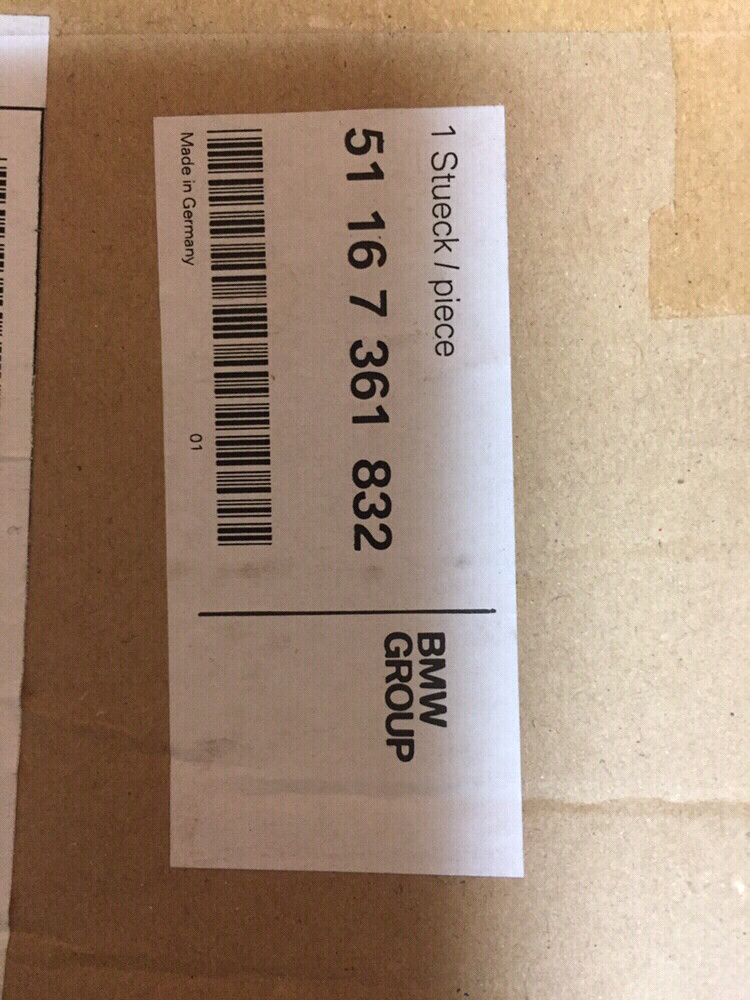 1 Stueck / piece
51 16 7 361 832
Made in Germany
01
BMW
GROUP